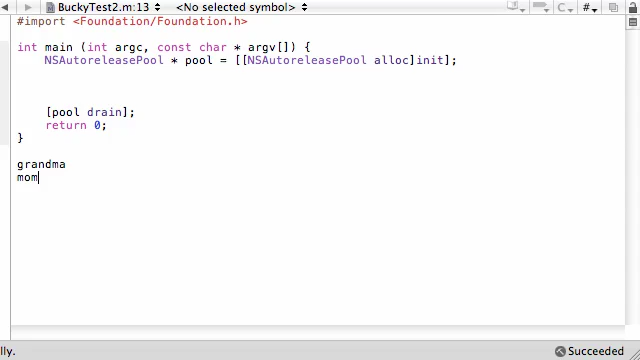 BuckyTest2.m:13 <No selected symbol> C #
#import <Foundation/Foundation.h>
int main (int argc, const char * argv[]) {
NSAutoreleasePool * pool = [[NSAutoreleasePool alloc]init];
[pool drain];
return 0;
}
grandma
mom
lly. Succeeded